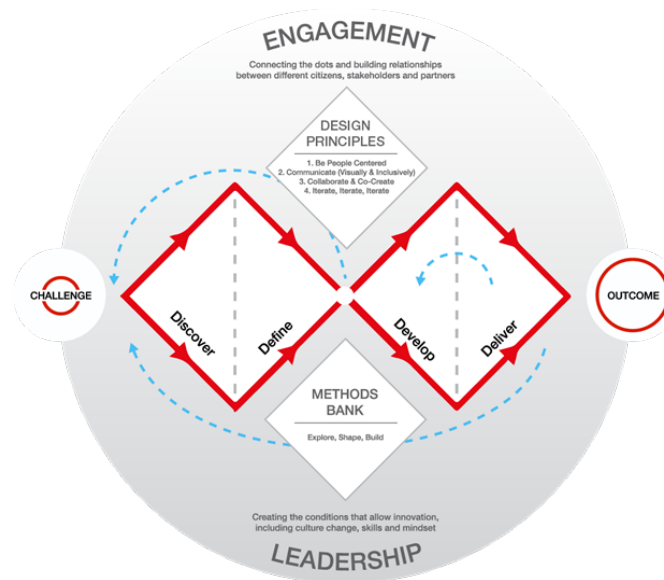 ENGAGEMENT
Connecting the dots and building relationships
between different citizens, stakeholders and partners
DESIGN
PRINCIPLES
1. Be People Centered
2. Communicate (Visually & Inclusively)
3. Collaborate & Co-Create
4. Iterate, Iterate, Iterate
CHALLENGE
OUTCOME
Discover
Define
Develop
Deliver
METHODS
BANK
Explore, Shape, Build
Creating the conditions that allow innovation,
including culture change, skills and mindset
LEADERSHIP